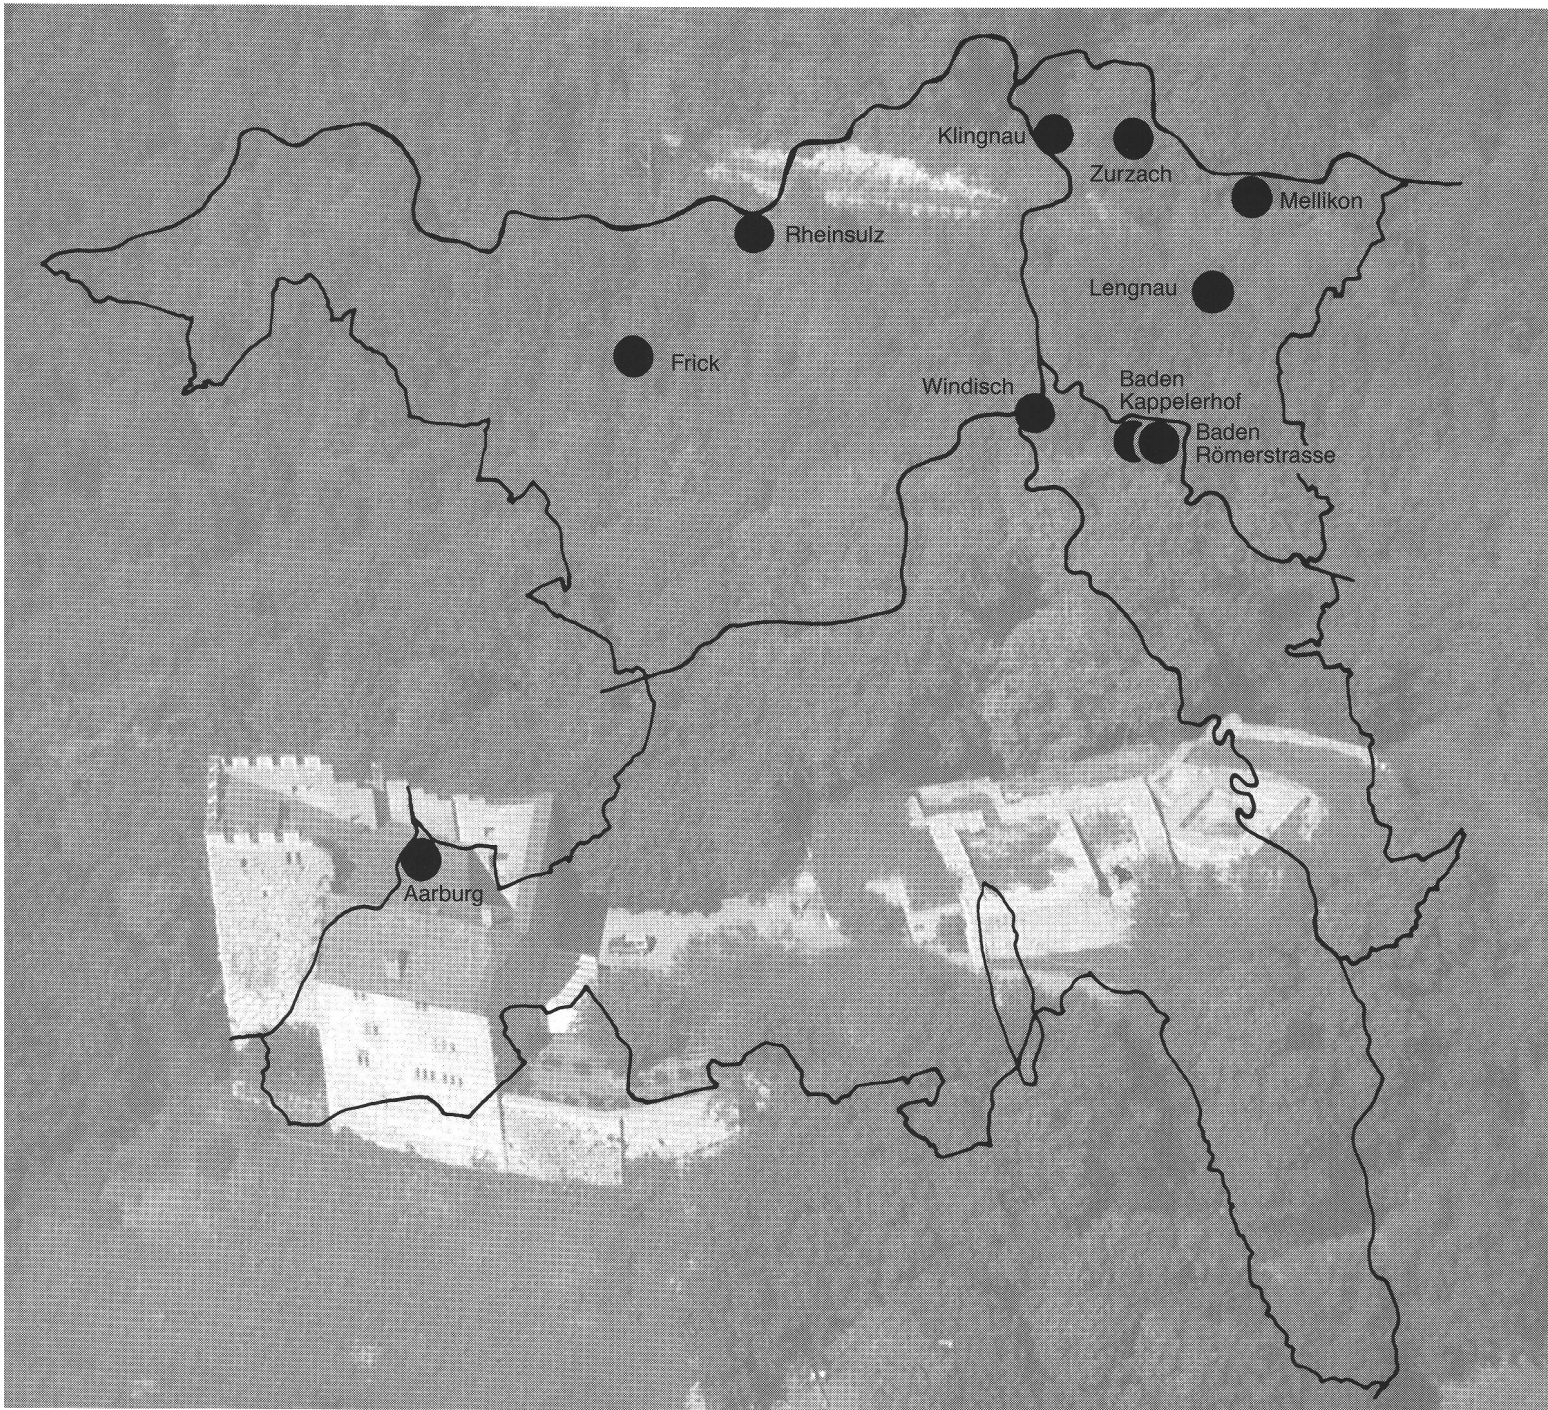 Klingnau
Zurzach
Mellikon
Rheinsulz
Lengnau
Frick
Windisch
Baden
Kappelerhof
Baden
Römerstrasse
Aarburg